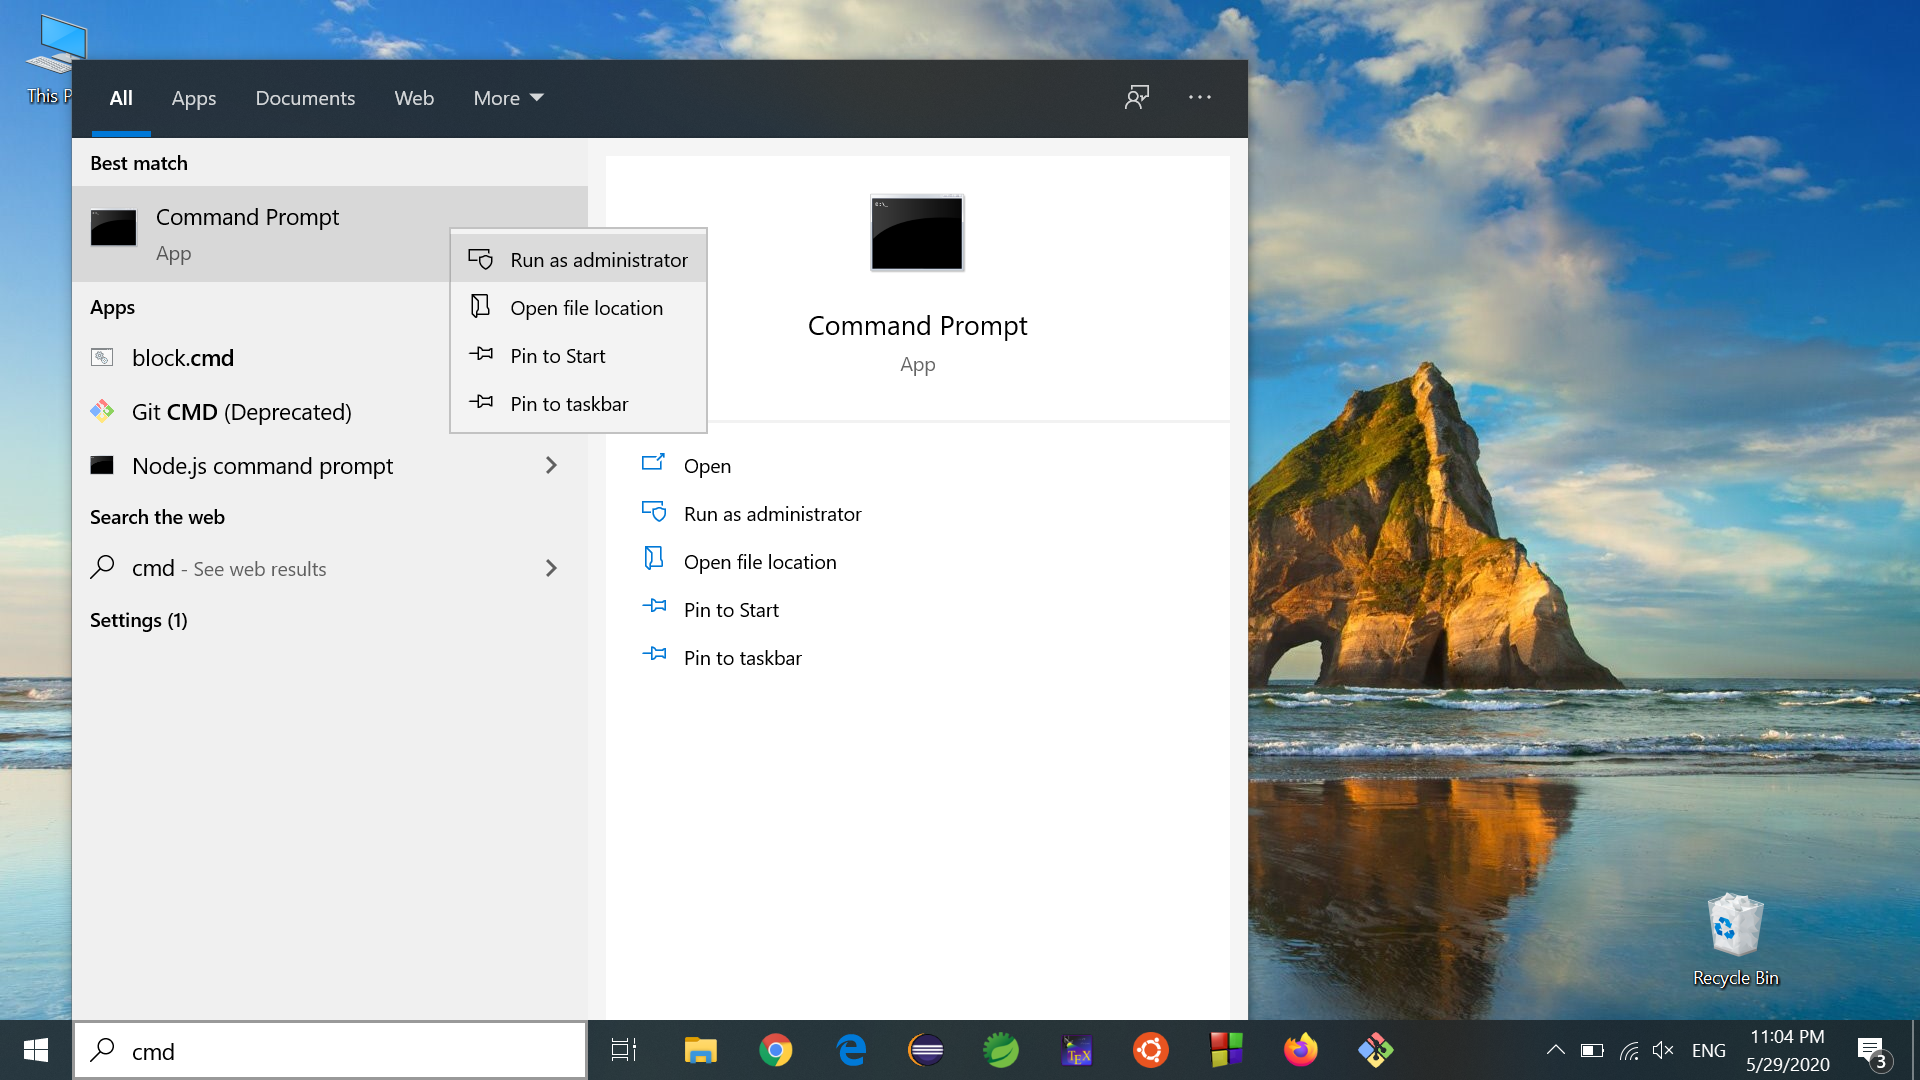 This P
All Apps Documents Web More
Best match
Command Prompt
App
Apps
block.cmd
Git CMD (Deprecated)
Node.js command prompt
Search the web
cmd - See web results
Settings (1)
Run as administrator
Open file location
Pin to Start
Pin to taskbar
Command Prompt
App
Open
Run as administrator
Open file location
Pin to Start
Pin to taskbar
Recycle Bin
cmd
TEX
ENG
11:04 PM
5/29/2020
3